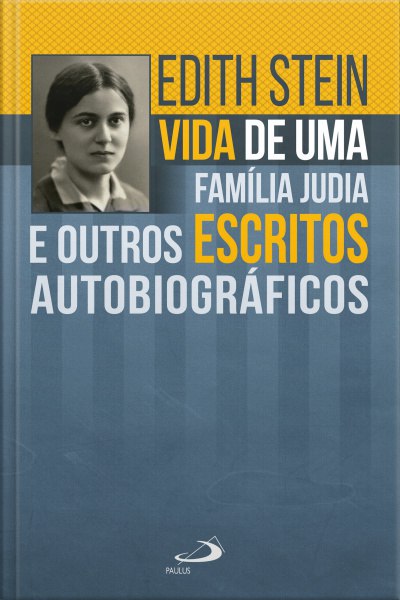 EDITH STEIN
VIDA DE UMA
FAMÍLIA JUDIA
E OUTROS ESCRITOS
AUTOBIOGRÁFICOS
PAULUS